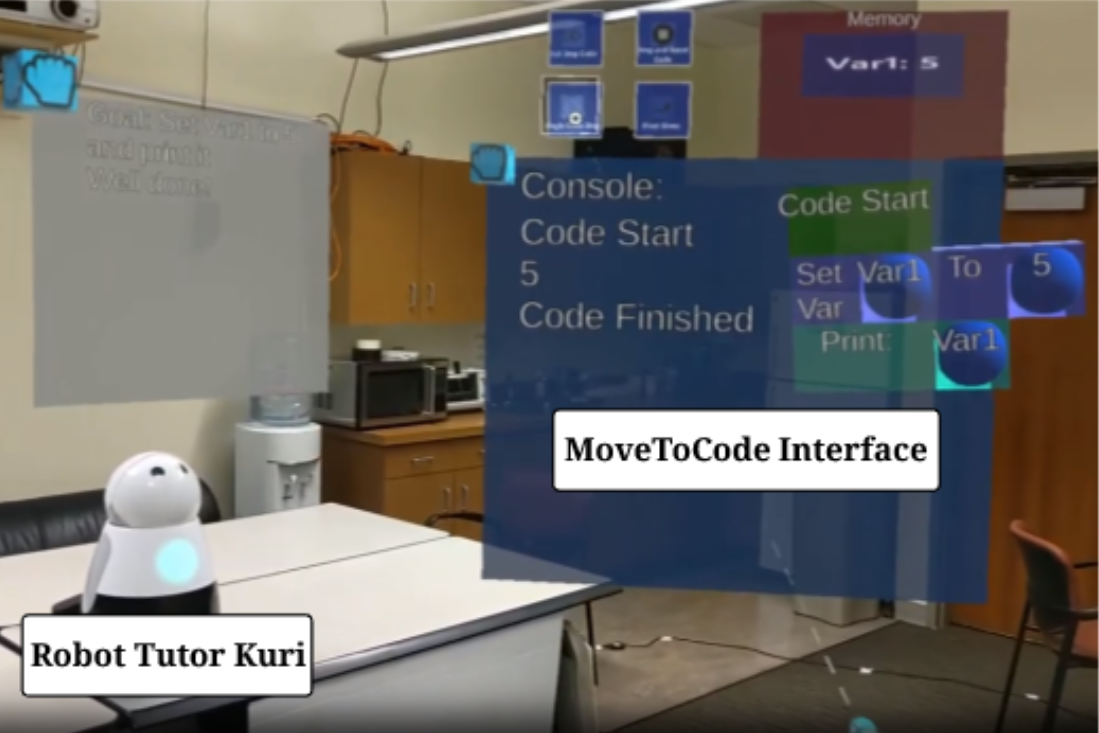 Memory
Var1: 5
Goal: Set var1 to 5
and print it
Well done!
Console:
Code Start
5
Code Finished
Code Start
Set Var Var1 To 5
Print: Var1
MoveToCode Interface
Robot Tutor Kuri